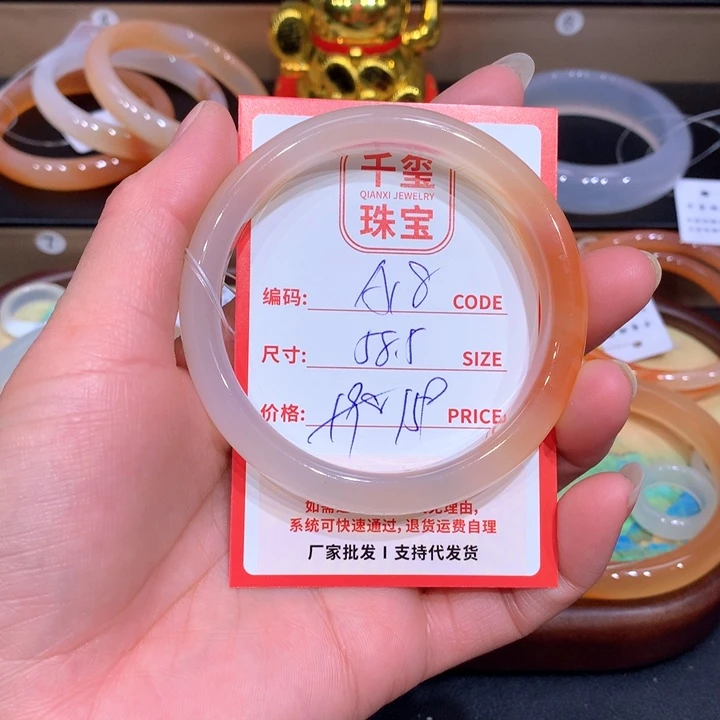 千玺
QIANXI JEWELRY
珠宝
编码: A18 CODE
尺寸: 58.5 SIZE
价格: 150 PRICE
系统可快速通过, 退货运费自理
厂家批发 I 支持代发货